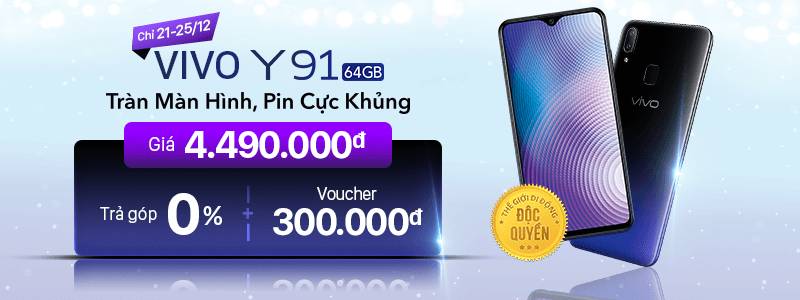 Chỉ 21-25/12
VIVO Y91 64GB
Tràn Màn Hình, Pin Cực Khủng
Giá 4.490.000đ
Trả góp 0% + Voucher 300.000đ
vivo
THẾ GIỚI DI ĐỘNG
ĐỘC
QUYỀN